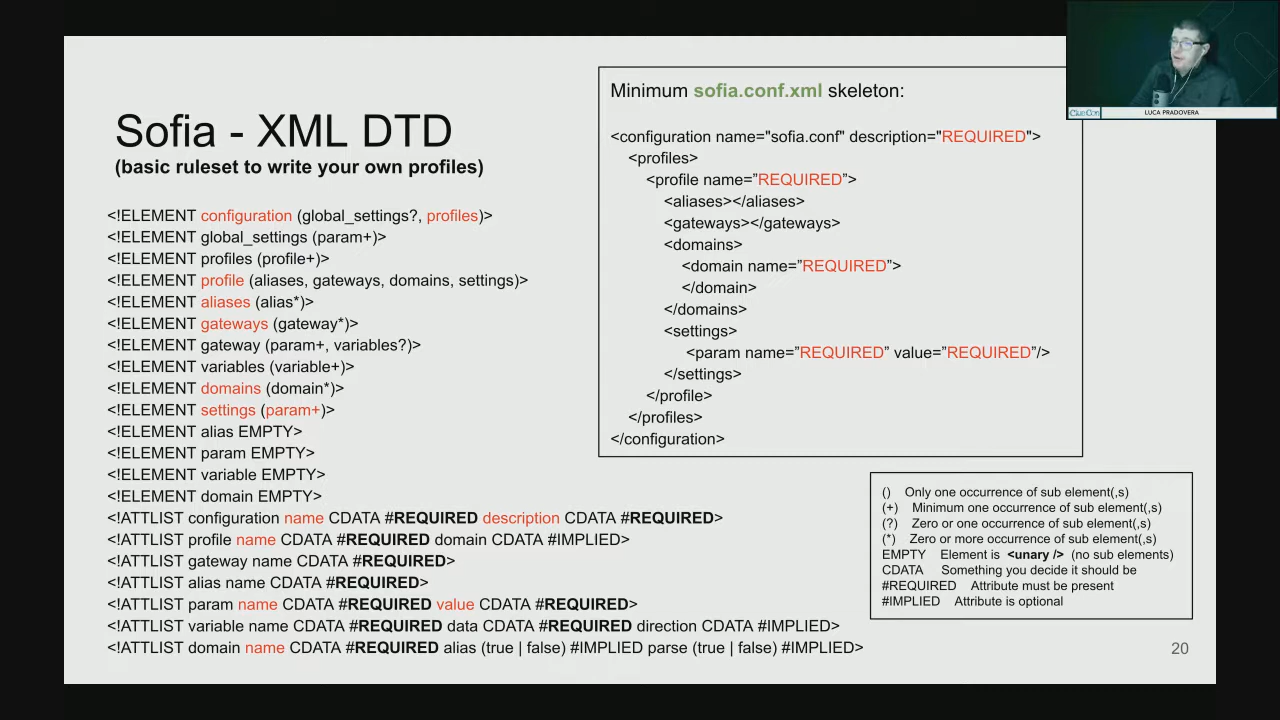 Sofia - XML DTD
(basic ruleset to write your own profiles)
<!ELEMENT configuration (global_settings?, profiles)>
<!ELEMENT global_settings (param+)>
<!ELEMENT profiles (profile+)>
<!ELEMENT profile (aliases, gateways, domains, settings)>
<!ELEMENT aliases (alias*)>
<!ELEMENT gateways (gateway*)>
<!ELEMENT gateway (param+, variables?)>
<!ELEMENT variables (variable+)>
<!ELEMENT domains (domain*)>
<!ELEMENT settings (param+)>
<!ELEMENT alias EMPTY>
<!ELEMENT param EMPTY>
<!ELEMENT variable EMPTY>
<!ELEMENT domain EMPTY>
<!ATTLIST configuration name CDATA #REQUIRED description CDATA #REQUIRED>
<!ATTLIST profile name CDATA #REQUIRED domain CDATA #IMPLIED>
<!ATTLIST gateway name CDATA #REQUIRED>
<!ATTLIST alias name CDATA #REQUIRED>
<!ATTLIST param name CDATA #REQUIRED value CDATA #REQUIRED>
<!ATTLIST variable name CDATA #REQUIRED data CDATA #REQUIRED direction CDATA #IMPLIED>
<!ATTLIST domain name CDATA #REQUIRED alias (true | false) #IMPLIED parse (true | false) #IMPLIED>
Minimum sofia.conf.xml skeleton:
<configuration name="sofia.conf" description="REQUIRED">
<profiles>
<profile name=”REQUIRED”>
<aliases></aliases>
<gateways></gateways>
<domains>
<domain name=”REQUIRED”>
</domain>
</domains>
<settings>
<param name=”REQUIRED” value=”REQUIRED”/>
</settings>
</profile>
</profiles>
</configuration>
() Only one occurrence of sub element(,s)
(+) Minimum one occurrence of sub element(,s)
(?) Zero or one occurrence of sub element(,s)
(*) Zero or more occurrence of sub element(,s)
EMPTY Element is <unary /> (no sub elements)
CDATA Something you decide it should be
#REQUIRED Attribute must be present
#IMPLIED Attribute is optional
20
ClueCon
LUCA PRADOVERA